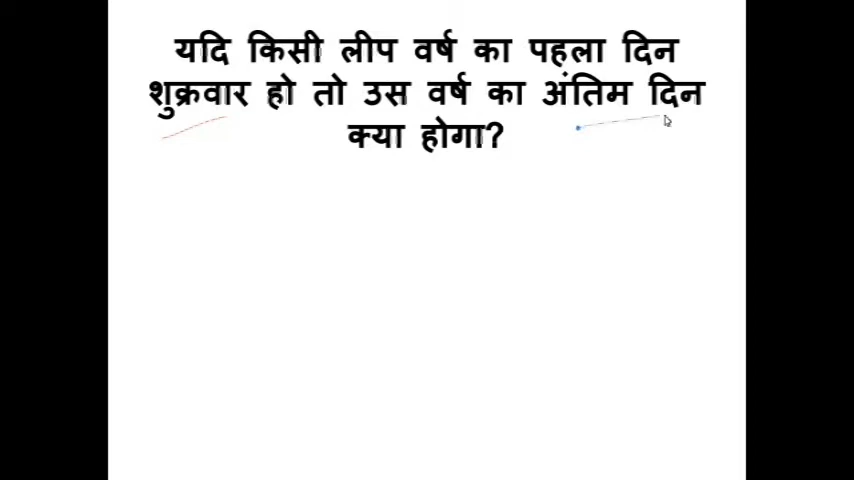 यदि किसी लीप वर्ष का पहला दिन
शुक्रवार हो तो उस वर्ष का अंतिम दिन
क्या होगा?